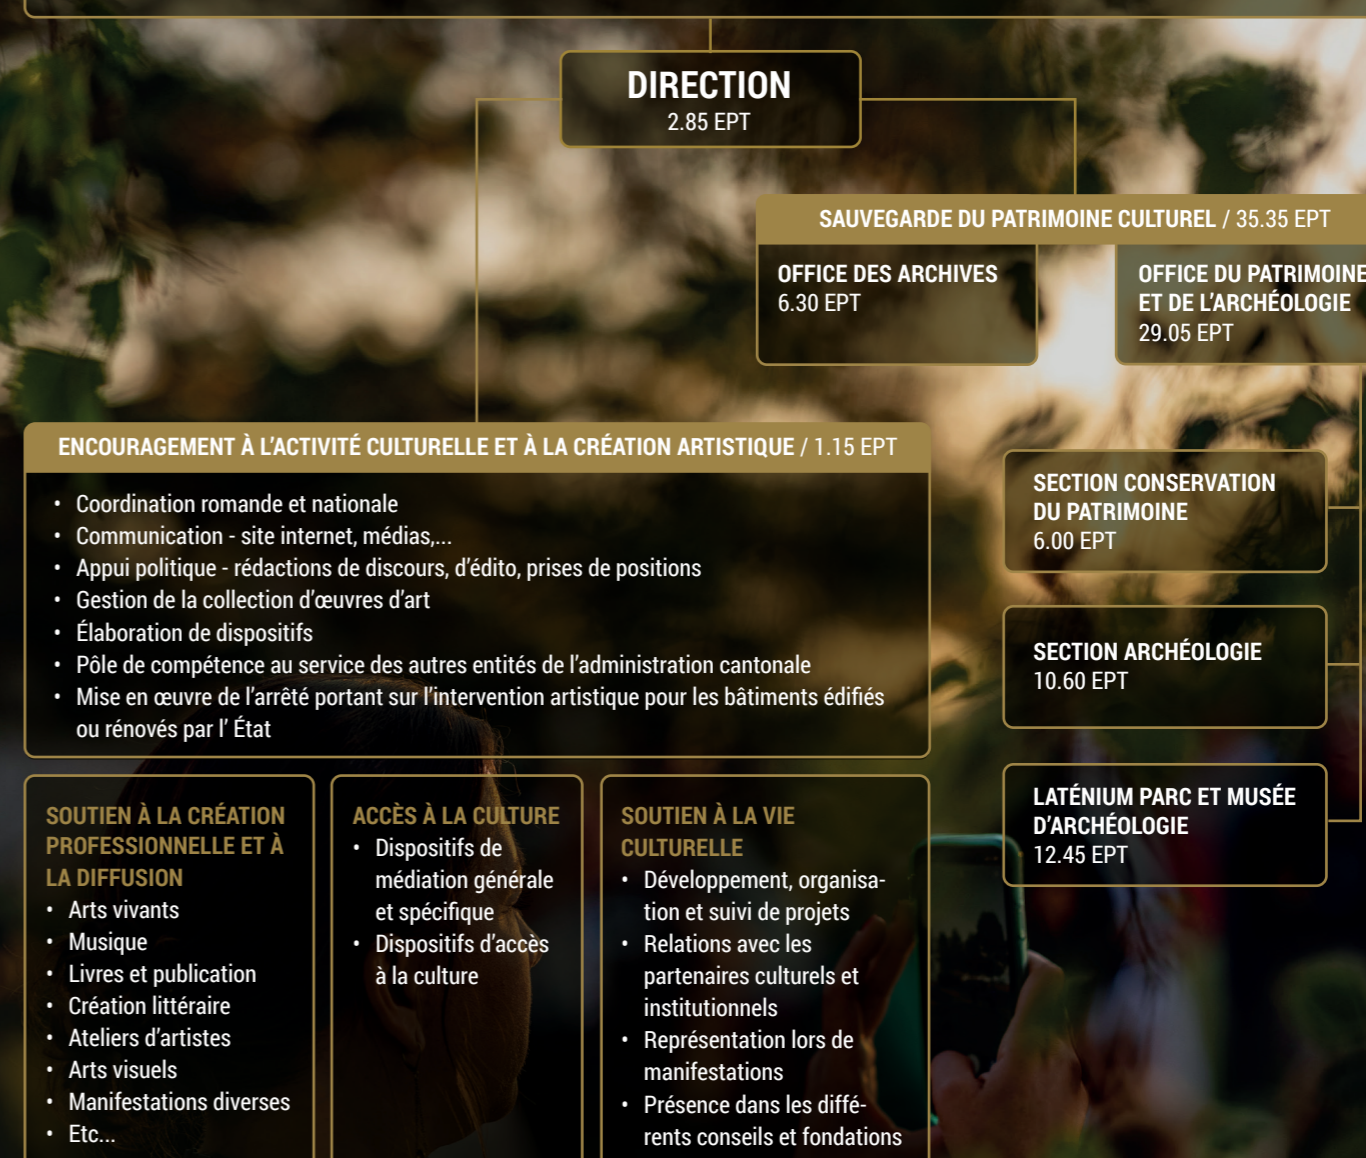 DIRECTION
2.85 EPT
SAUVEGARDE DU PATRIMOINE CULTUREL / 35.35 EPT
OFFICE DES ARCHIVES
6.30 EPT
OFFICE DU PATRIMOINE
ET DE L'ARCHÉOLOGIE
29.05 EPT
ENCOURAGEMENT À L'ACTIVITÉ CULTURELLE ET À LA CRÉATION ARTISTIQUE / 1.15 EPT
• Coordination romande et nationale
• Communication - site internet, médias,...
• Appui politique - rédactions de discours, d'édito, prises de positions
• Gestion de la collection d'œuvres d'art
• Élaboration de dispositifs
• Pôle de compétence au service des autres entités de l'administration cantonale
• Mise en œuvre de l'arrêté portant sur l'intervention artistique pour les bâtiments édifiés
ou rénovés par l' État
SECTION CONSERVATION
DU PATRIMOINE
6.00 EPT
SECTION ARCHÉOLOGIE
10.60 EPT
LATÉNIUM PARC ET MUSÉE
D'ARCHÉOLOGIE
12.45 EPT
SOUTIEN À LA CRÉATION
PROFESSIONNELLE ET À
LA DIFFUSION
• Arts vivants
• Musique
• Livres et publication
• Création littéraire
• Ateliers d'artistes
• Arts visuels
• Manifestations diverses
• Etc...
ACCÈS À LA CULTURE
• Dispositifs de
médiation générale
et spécifique
• Dispositifs d'accès
à la culture
SOUTIEN À LA VIE
CULTURELLE
• Développement, organisa-
tion et suivi de projets
• Relations avec les
partenaires culturels et
institutionnels
• Représentation lors de
manifestations
• Présence dans les diffé-
rents conseils et fondations